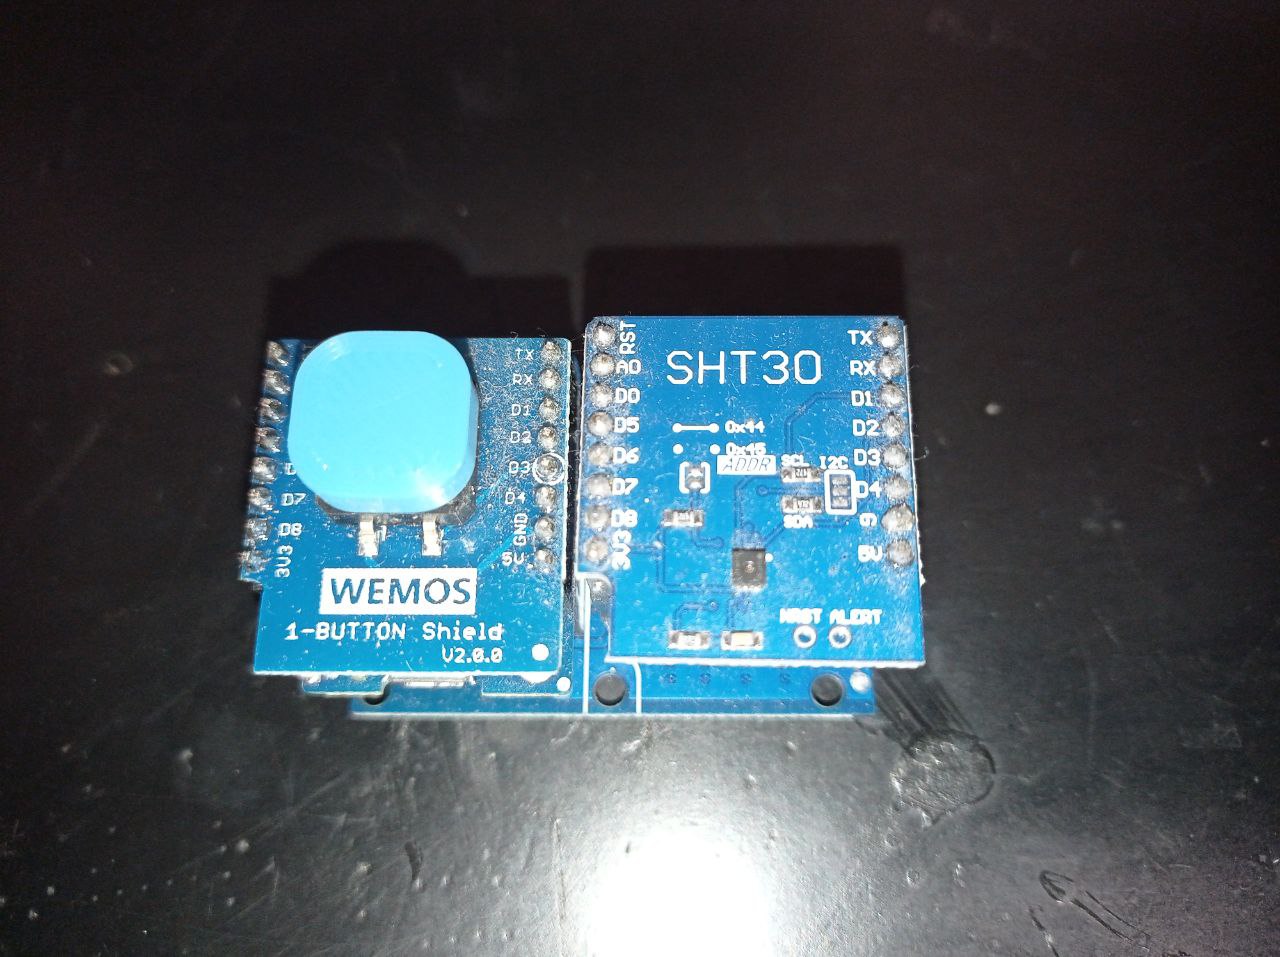 TX
RX
D1
D2
D3
D4
GND
5V
D7
D8
3V3
WEMOS
1-BUTTON Shield
V2.0.0
RST
A0
D0
D5
D6
D7
D8
3V3
SHT30
0x44
0x45
ADDR
SCL I2C
SDA
NRST ALERT
TX
RX
D1
D2
D3
D4
G
5V
S S S S